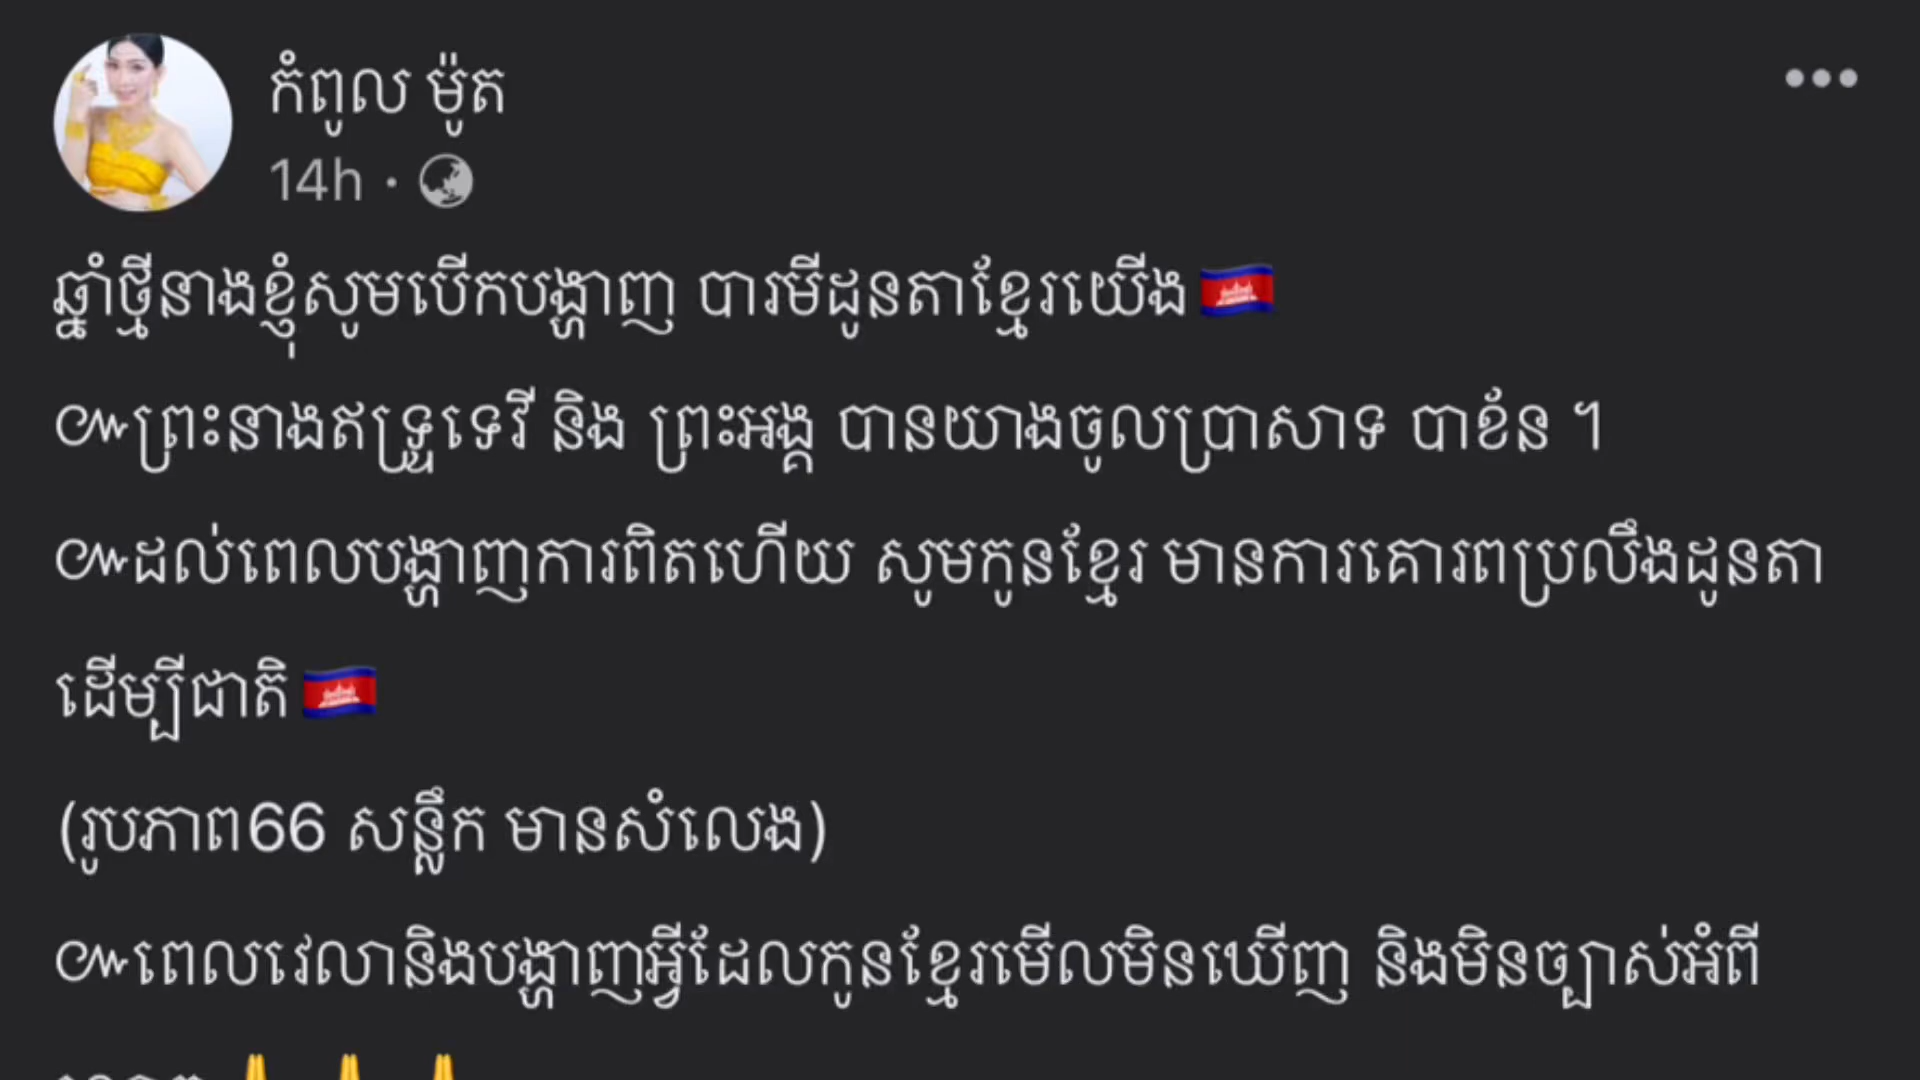 កំពូល ម៉ូត
14h ·
ឆ្នាំថ្មីនាងខ្ញុំសូមបើកបង្ហាញ បារមីដូនតាខ្មែរយើង🇰🇭
៚ព្រះនាងឥទ្ទ្រទេវី និង ព្រះអង្គ បានយាងចូលប្រាសាទ បាខ័ន ។
៚ដល់ពេលបង្ហាញការពិតហើយ សូមកូនខ្មែរ មានការគោរពប្រលឹងដូនតា
ដើម្បីជាតិ🇰🇭
(រូបភាព66 សន្លឹក មានសំលេង)
៚ពេលវេលានិងបង្ហាញអ្វីដែលកូនខ្មែរមើលមិនឃើញ និងមិនច្បាស់អំពី
🙏 🙏 🙏